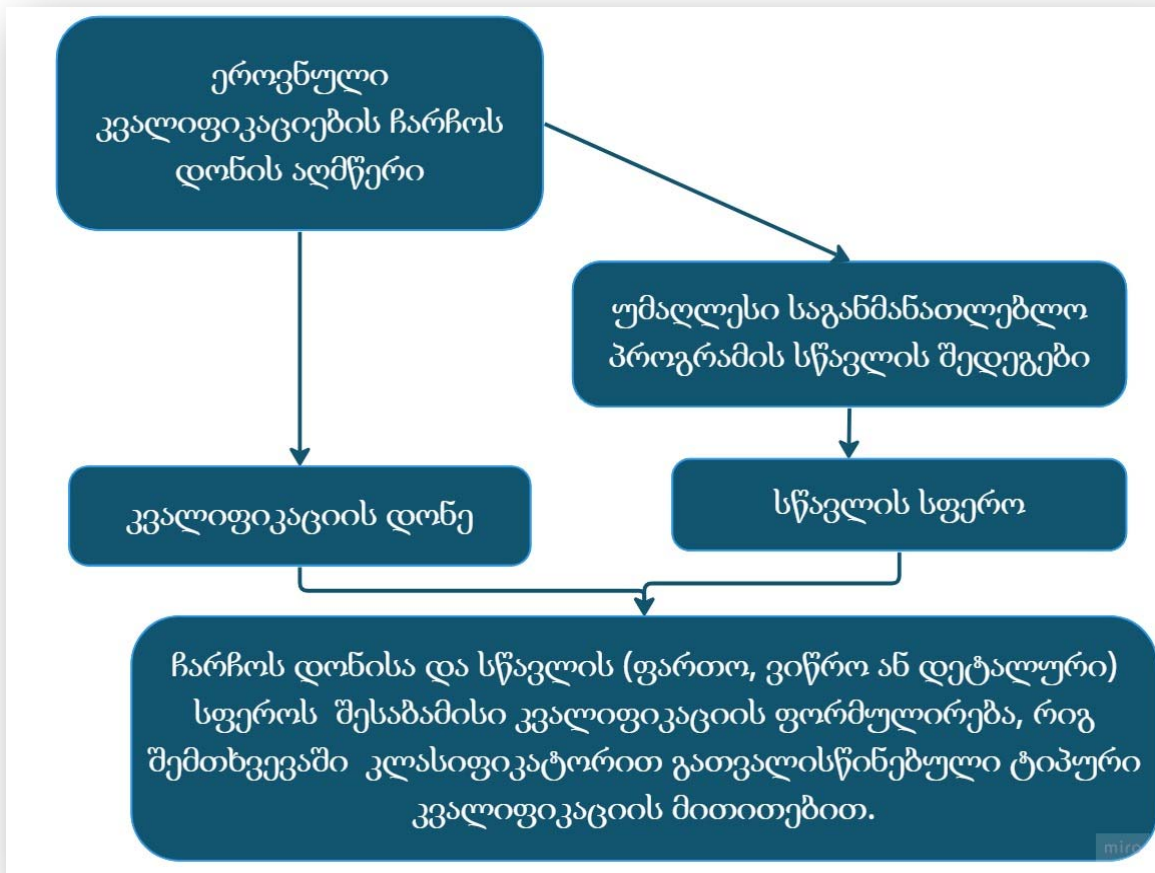 ეროვნული
კვალიფიკაციების ჩარჩოს
დონის აღმწერი
უმაღლესი საგანმანათლებლო
პროგრამის სწავლის შედეგები
კვალიფიკაციის დონე
სწავლის სფერო
ჩარჩოს დონისა და სწავლის (ფართო, ვიწრო ან დეტალური)
სფეროს შესაბამისი კვალიფიკაციის ფორმულირება, რიგ
შემთხვევაში კლასიფიკატორით გათვალისწინებული ტიპური
კვალიფიკაციის მითითებით.
miro